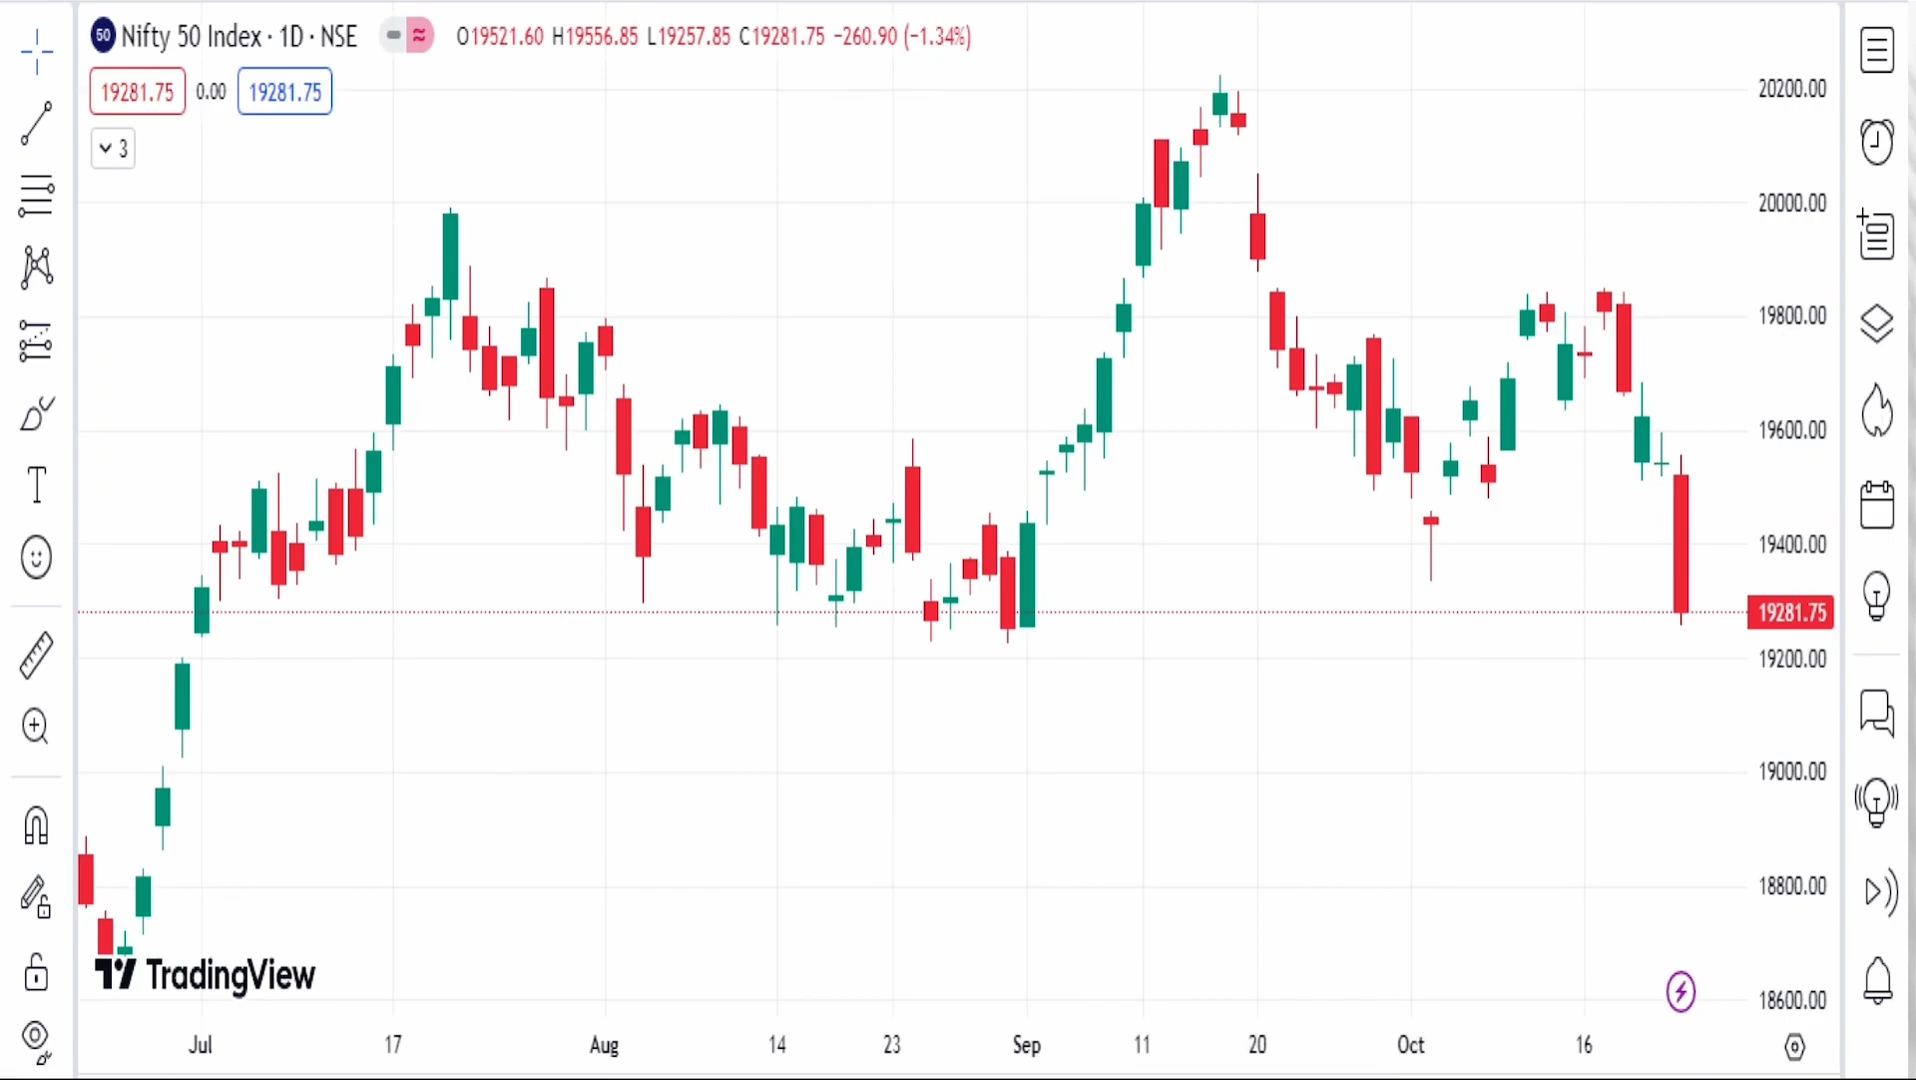 50 Nifty 50 Index · 1D · NSE O19521.60 H19556.85 L19257.85 C19281.75 −260.90 (−1.34%)
19281.75 0.00 19281.75
3
20200.00
20000.00
19800.00
19600.00
19400.00
19281.75
19200.00
19000.00
18800.00
18600.00
TradingView
Jul 17 Aug 14 23 Sep 11 20 Oct 16